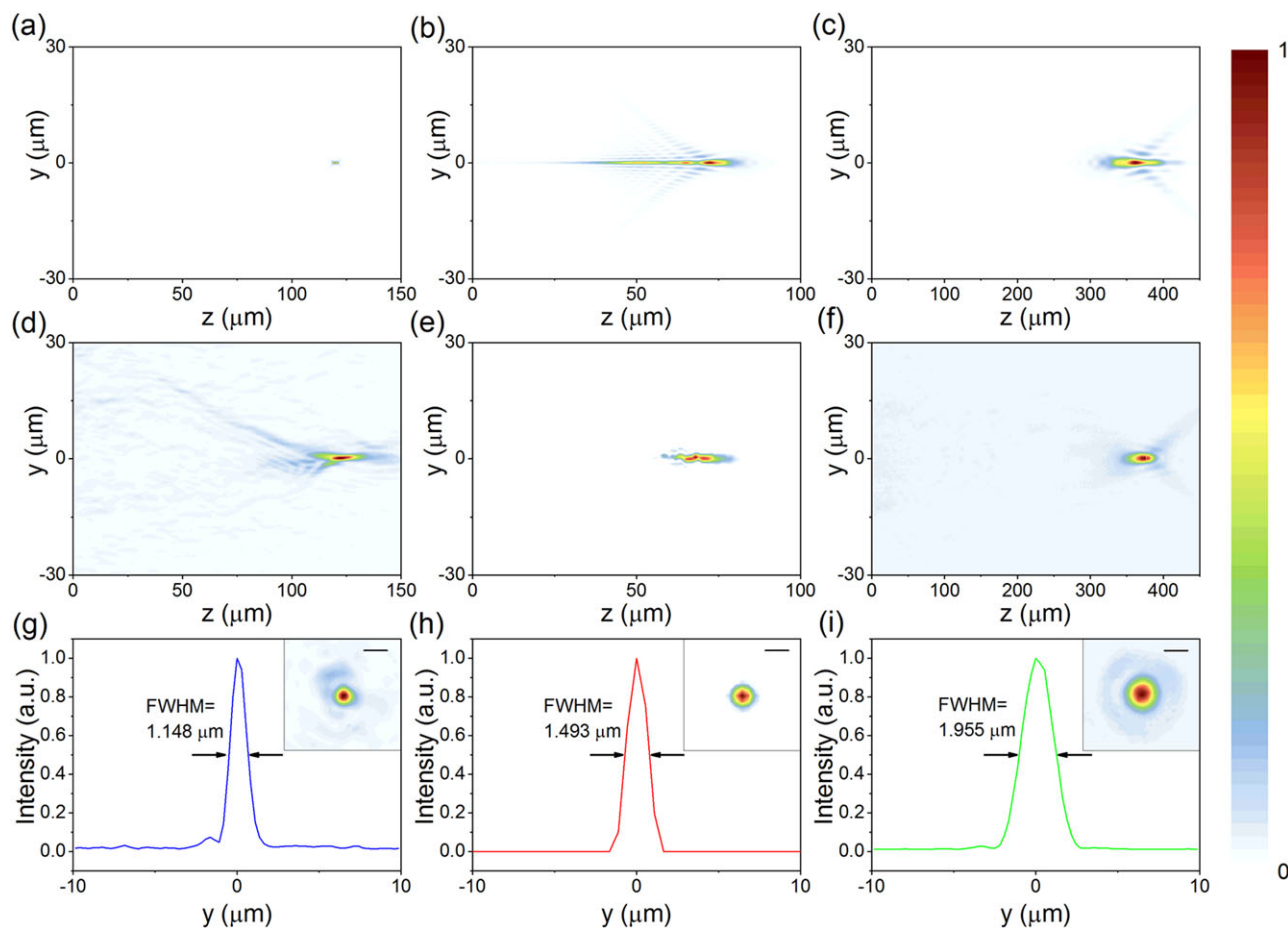 (a) (b) (c)
30 30 30 1
y (μm) y (μm) y (μm)
0 0 0
-30 -30 -30
0 50 100 150 0 50 100 0 100 200 300 400
z (μm) z (μm) z (μm)
(d) (e) (f)
30 30 30
y (μm) y (μm) y (μm)
0 0 0
-30 -30 -30
0 50 100 150 0 50 100 0 100 200 300 400
z (μm) z (μm) z (μm)
(g) (h) (i)
1.0 1.0 1.0
0.8 0.8 0.8
FWHM= FWHM= FWHM=
1.148 μm 1.493 μm 1.955 μm
0.6 0.6 0.6
Intensity (a.u.) Intensity (a.u.) Intensity (a.u.)
0.4 0.4 0.4
0.2 0.2 0.2
0.0 0.0 0.0 0
-10 0 10 -10 0 10 -10 0 10
y (μm) y (μm) y (μm)